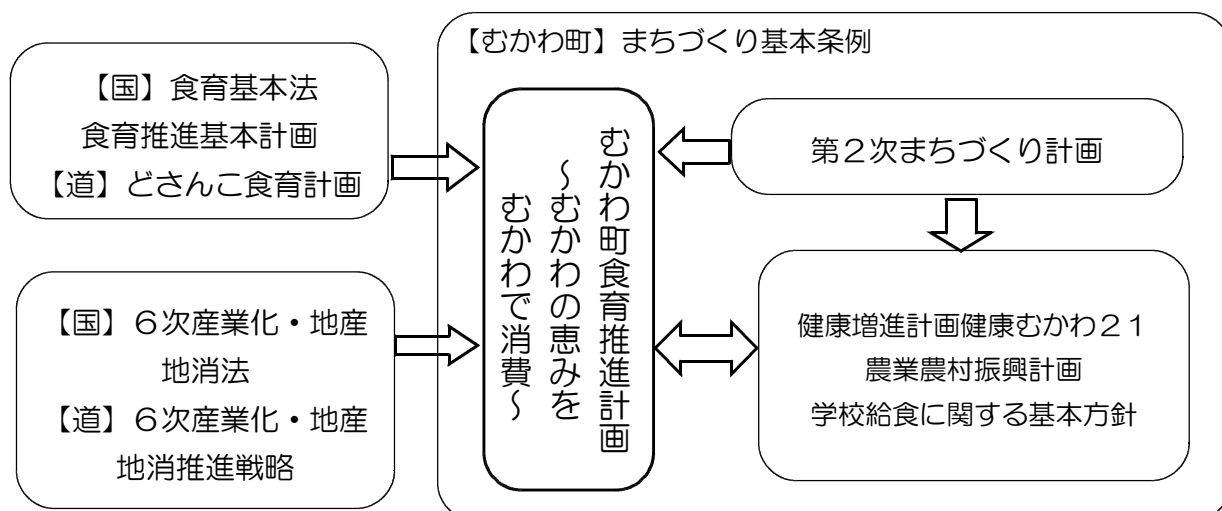 【むかわ町】まちづくり基本条例
【国】食育基本法
食育推進基本計画
【道】どさんこ食育計画
【国】６次産業化・地産
地消法
【道】６次産業化・地産
地消推進戦略
むかわ町食育推進計画
～むかわの恵みを
むかわで消費～
第２次まちづくり計画
健康増進計画健康むかわ２１
農業農村振興計画
学校給食に関する基本方針